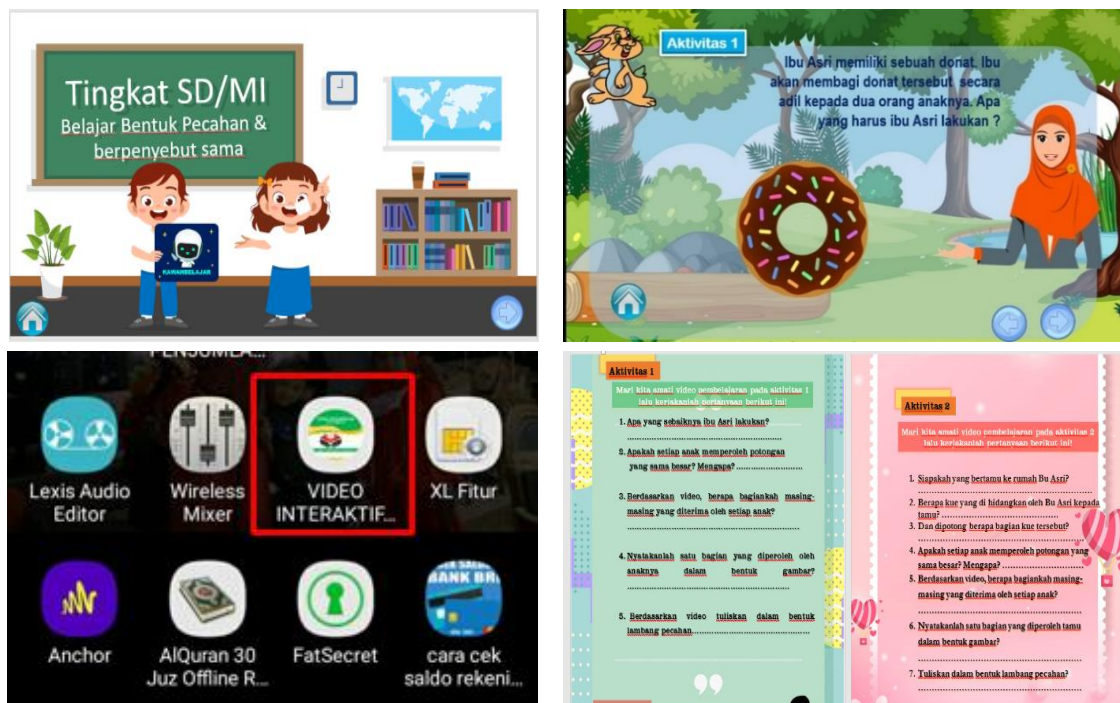 Tingkat SD/MI
Belajar Bentuk Pecahan &
berpenyebut sama
KAWANBELAJAR
Aktivitas 1
Ibu Asri memiliki sebuah donat. Ibu
akan membagi donat tersebut secara
adil kepada dua orang anaknya. Apa
yang harus ibu Asri lakukan ?
PENJUMLA...
Lexis Audio
Editor
Wireless
Mixer
VIDEO
INTERAKTIF...
XL Fitur
BANK BRI
Anchor
AlQuran 30
Juz Offline R...
FatSecret
cara cek
saldo rekeni...
Aktivitas 1
Mari kita amati video pembelajaran pada aktivitas 1
lalu kerjakanlah pertanyaan berikut ini!
1. Apa yang sebaiknya ibu Asri lakukan?
2. Apakah setiap anak memperoleh potongan
yang sama besar? Mengapa?
3. Berdasarkan video, berapa bagiankah masing-
masing yang diterima oleh setiap anak?
4. Nyatakanlah satu bagian yang diperoleh oleh
anaknya dalam bentuk gambar?
5. Berdasarkan video tuliskan dalam bentuk
lambang pecahan
Aktivitas 2
Mari kita amati video pembelajaran pada aktivitas 2
lalu kerjakanlah pertanyaan berikut ini!
1. Siapakah yang bertamu ke rumah Bu Asri?
2. Berapa kue yang di hidangkan oleh Bu Asri kepada
tamu?
3. Dan dipotong berapa bagian kue tersebut?
4. Apakah setiap anak memperoleh potongan yang
sama besar? Mengapa?
5. Berdasarkan video, berapa bagiankah masing-
masing yang diterima oleh setiap anak?
6. Nyatakanlah satu bagian yang diperoleh tamu
dalam bentuk gambar?
7. Tuliskan dalam bentuk lambang pecahan?